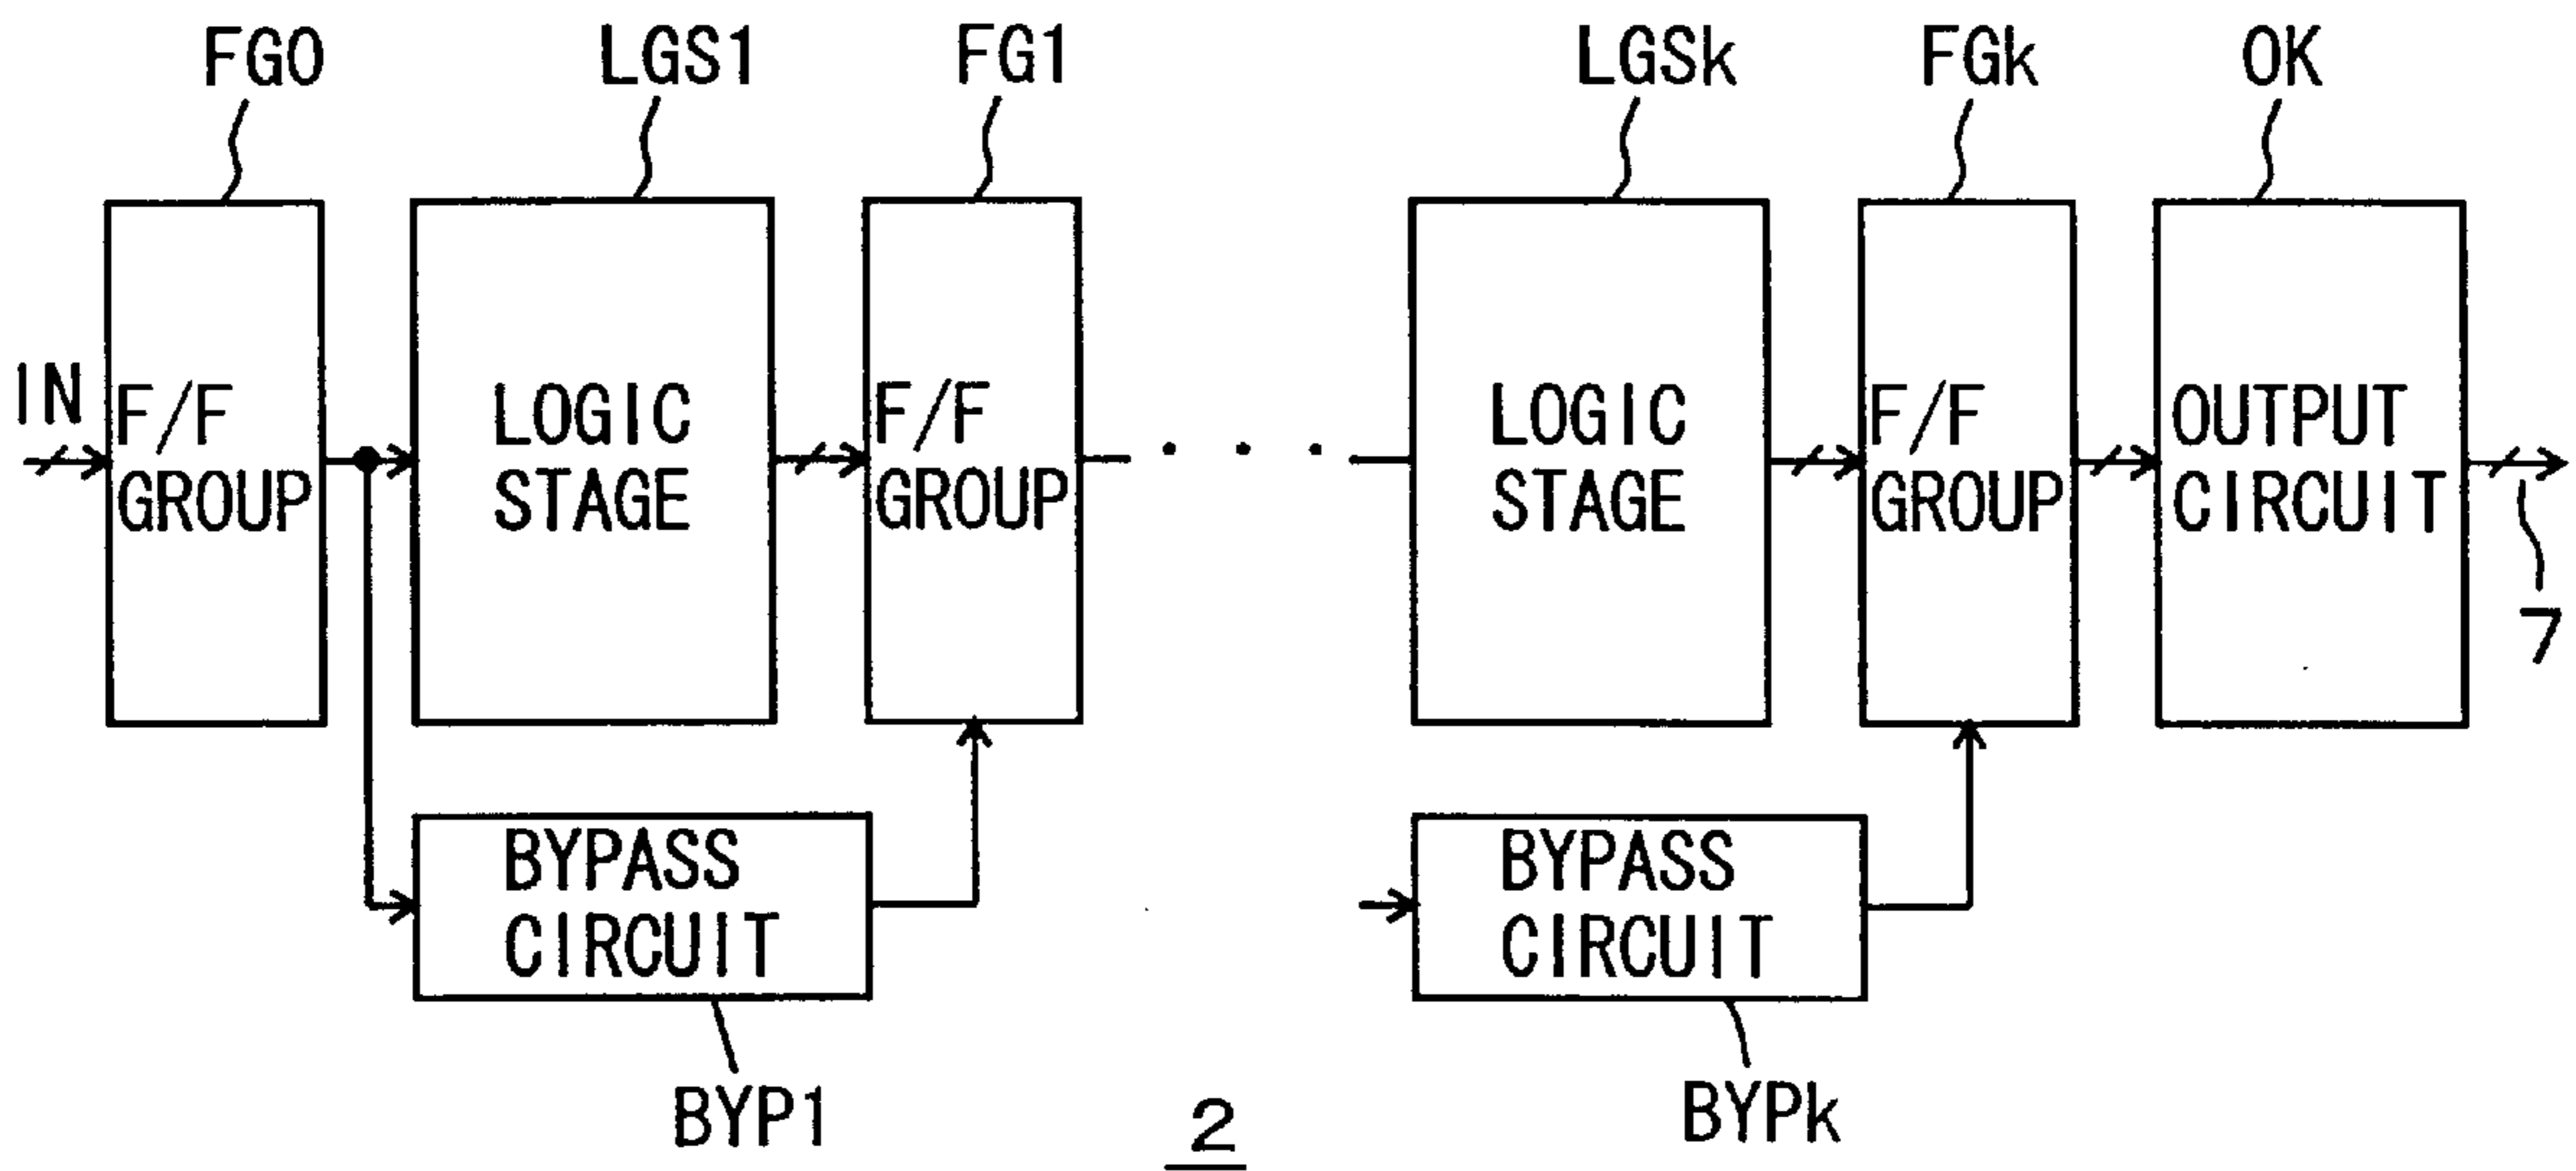 FG0
LGS1
FG1
LGSk
FGk
OK
IN
F/F
GROUP
LOGIC
STAGE
F/F
GROUP
. . .
LOGIC
STAGE
F/F
GROUP
OUTPUT
CIRCUIT
7
BYPASS
CIRCUIT
BYPASS
CIRCUIT
BYP1
BYPk
2